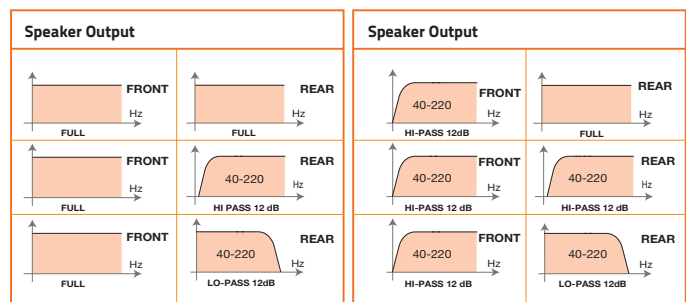 Speaker Output
FRONT
Hz
FULL
REAR
Hz
FULL
FRONT
Hz
FULL
REAR
40-220
Hz
HI PASS 12 dB
FRONT
Hz
FULL
REAR
40-220
Hz
LO-PASS 12dB
Speaker Output
FRONT
40-220
Hz
HI-PASS 12dB
REAR
Hz
FULL
FRONT
40-220
Hz
HI-PASS 12 dB
REAR
40-220
Hz
HI-PASS 12 dB
FRONT
40-220
Hz
HI-PASS 12 dB
REAR
40-220
Hz
LO-PASS 12dB